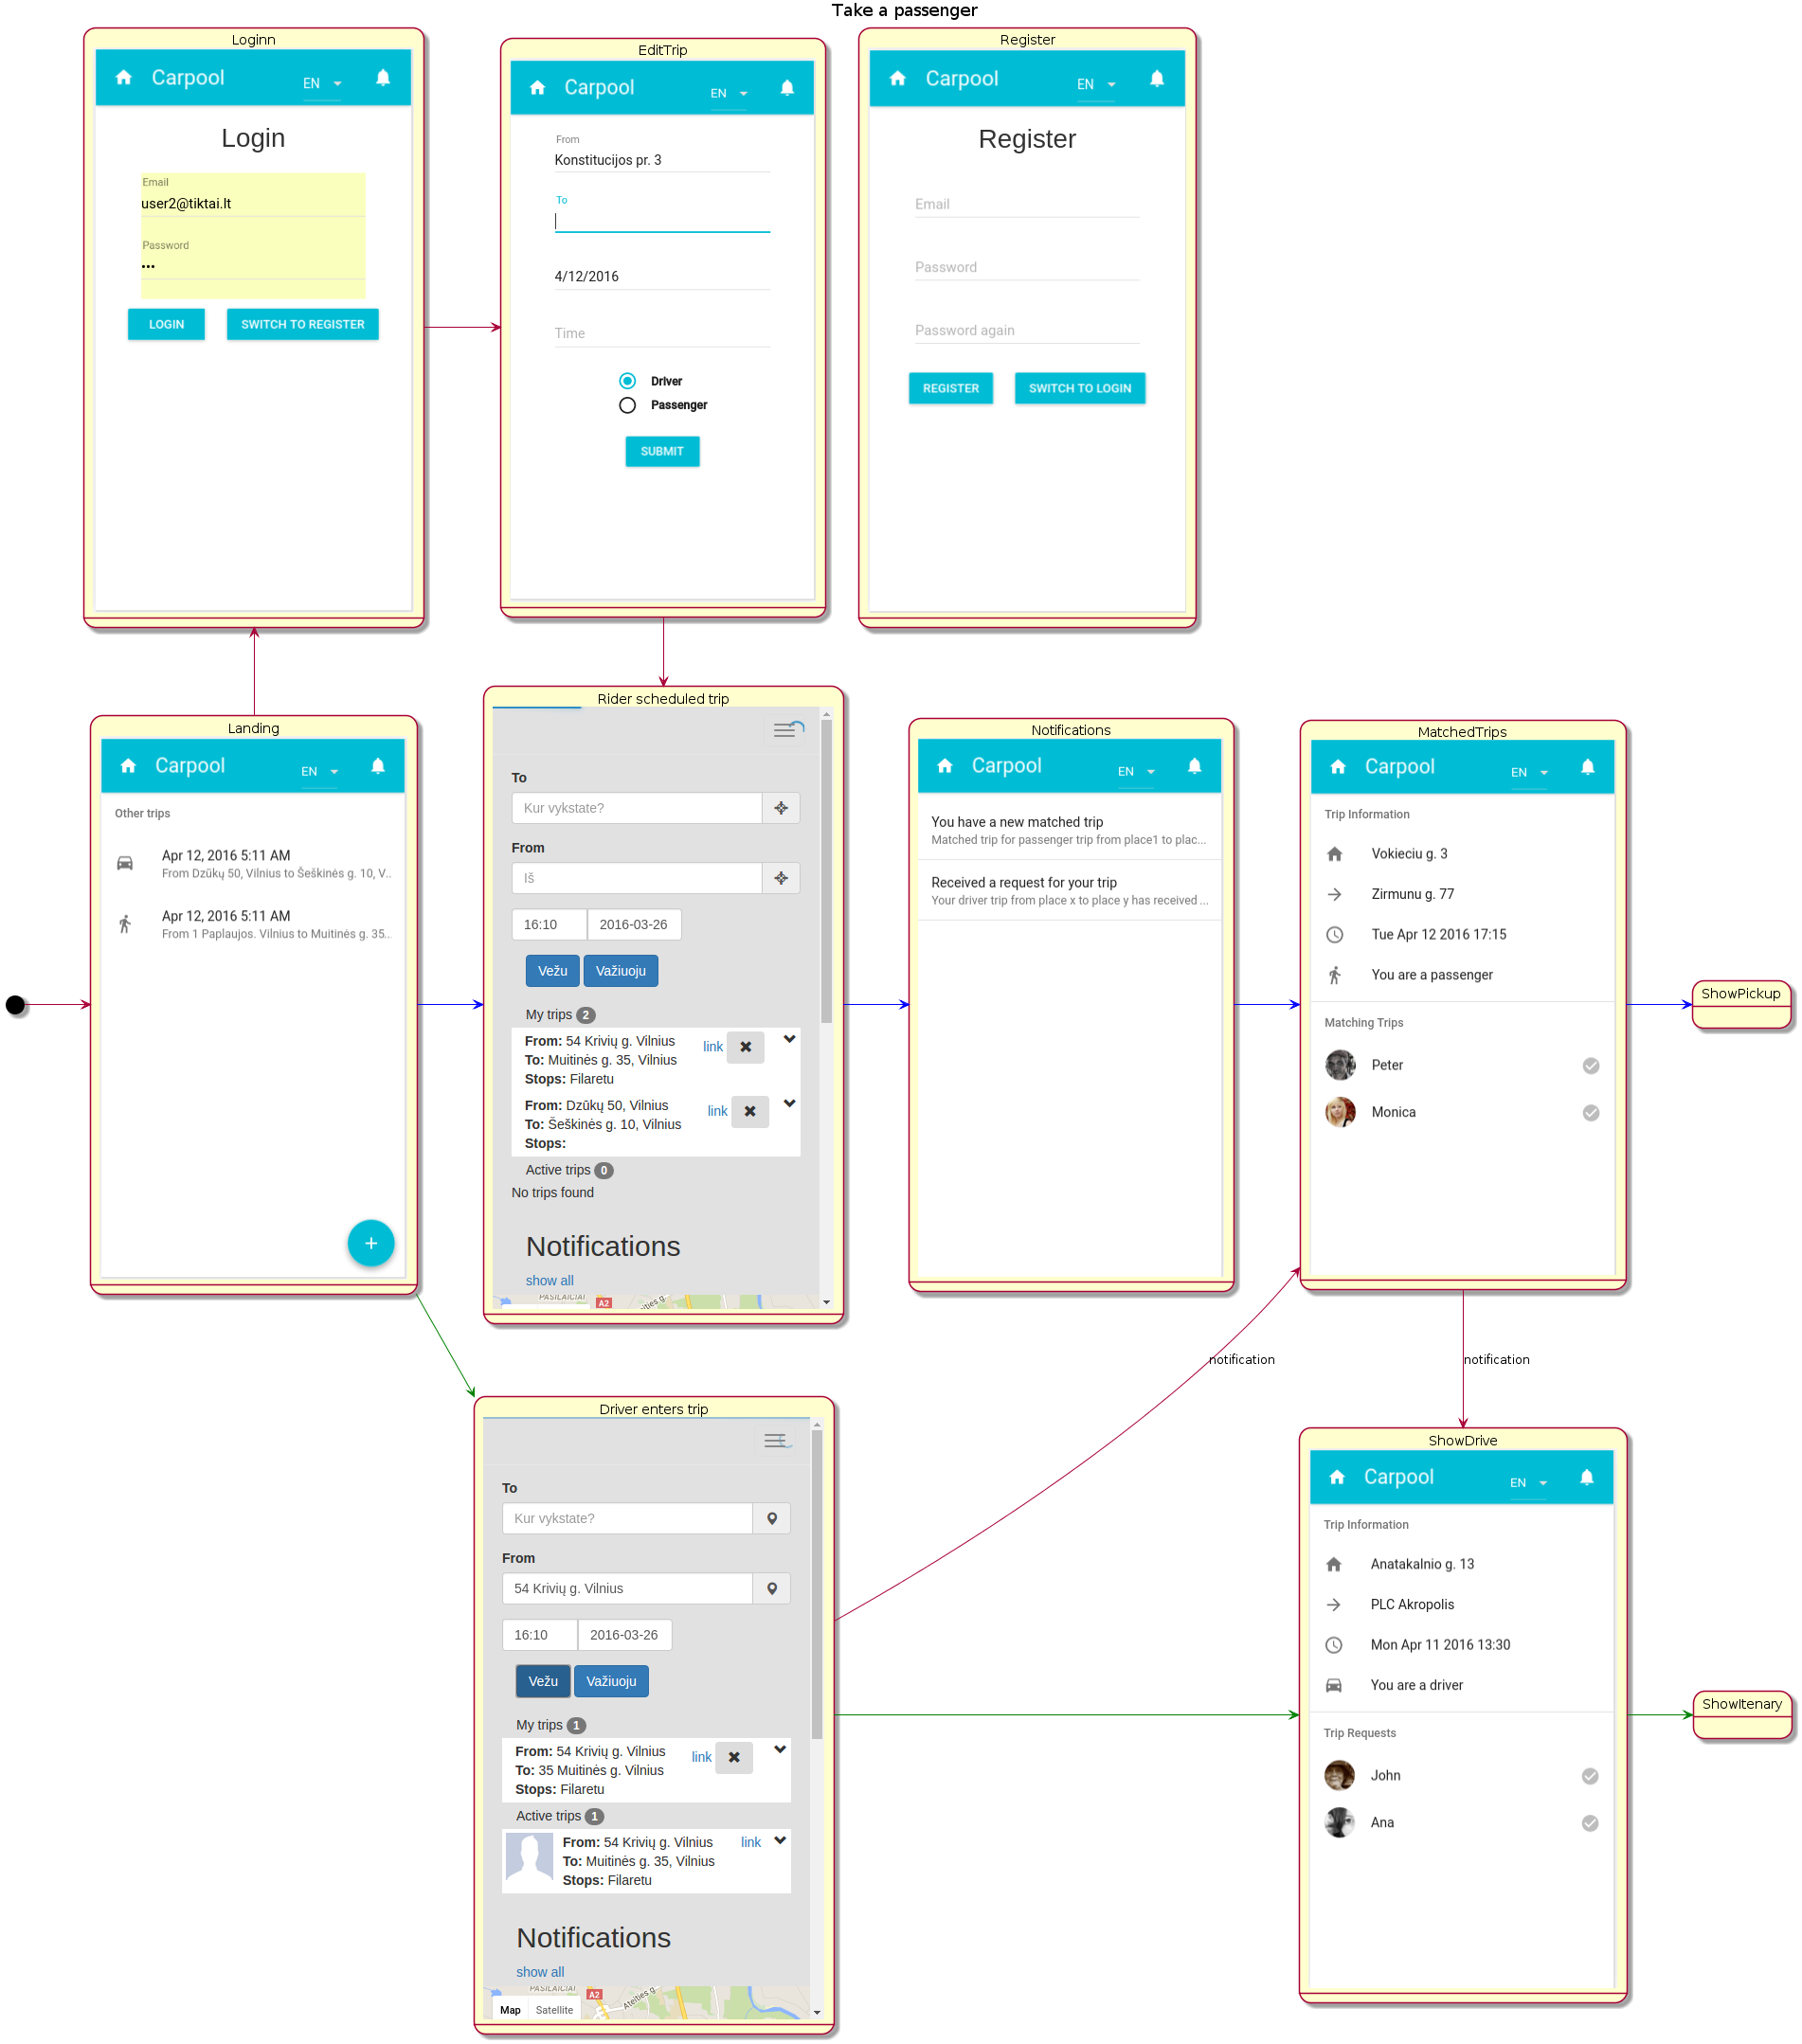 Take a passenger
Loginn
Carpool
EN
Login
Email
user2@tiktai.lt
Password
•••
LOGIN
SWITCH TO REGISTER
EditTrip
Carpool
EN
From
Konstitucijos pr. 3
To
4/12/2016
Time
Driver
Passenger
SUBMIT
Register
Carpool
EN
Register
Email
Password
Password again
REGISTER
SWITCH TO LOGIN
Landing
Carpool
EN
Other trips
Apr 12, 2016 5:11 AM
From Dzūkų 50, Vilnius to Šeškinės g. 10, V...
Apr 12, 2016 5:11 AM
From 1 Paplaujos. Vilnius to Muitinės g. 35...
Rider scheduled trip
To
Kur vykstate?
From
Iš
16:10
2016-03-26
Vežu
Važiuoju
My trips 2
From: 54 Krivių g. Vilnius
link
To: Muitinės g. 35, Vilnius
Stops: Filaretu
From: Dzūkų 50, Vilnius
link
To: Šeškinės g. 10, Vilnius
Stops:
Active trips 0
No trips found
Notifications
show all
PASILAICIAI
A2
Notifications
Carpool
EN
You have a new matched trip
Matched trip for passenger trip from place1 to plac...
Received a request for your trip
Your driver trip from place x to place y has received ...
MatchedTrips
Carpool
EN
Trip Information
Vokieciu g. 3
Zirmunu g. 77
Tue Apr 12 2016 17:15
You are a passenger
Matching Trips
Peter
Monica
ShowPickup
notification
notification
Driver enters trip
To
Kur vykstate?
From
54 Krivių g. Vilnius
16:10
2016-03-26
Vežu
Važiuoju
My trips 1
From: 54 Krivių g. Vilnius
link
To: 35 Muitinės g. Vilnius
Stops: Filaretu
Active trips 1
From: 54 Krivių g. Vilnius
link
To: Muitinės g. 35, Vilnius
Stops: Filaretu
Notifications
show all
PASILAICIAI
A2
Ateities g.
Map
Satellite
ShowDrive
Carpool
EN
Trip Information
Anatakalnio g. 13
PLC Akropolis
Mon Apr 11 2016 13:30
You are a driver
Trip Requests
John
Ana
ShowItenary